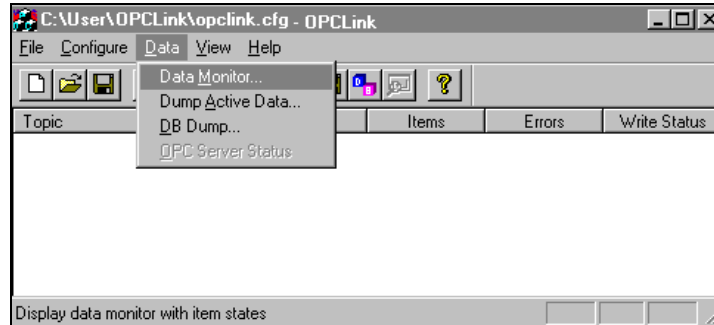 C:\User\OPCLink\opclink.cfg - OPCLink
File Configure Data View Help
Data Monitor...
Dump Active Data...
DB Dump...
OPC Server Status
Topic Items Errors Write Status
Display data monitor with item states